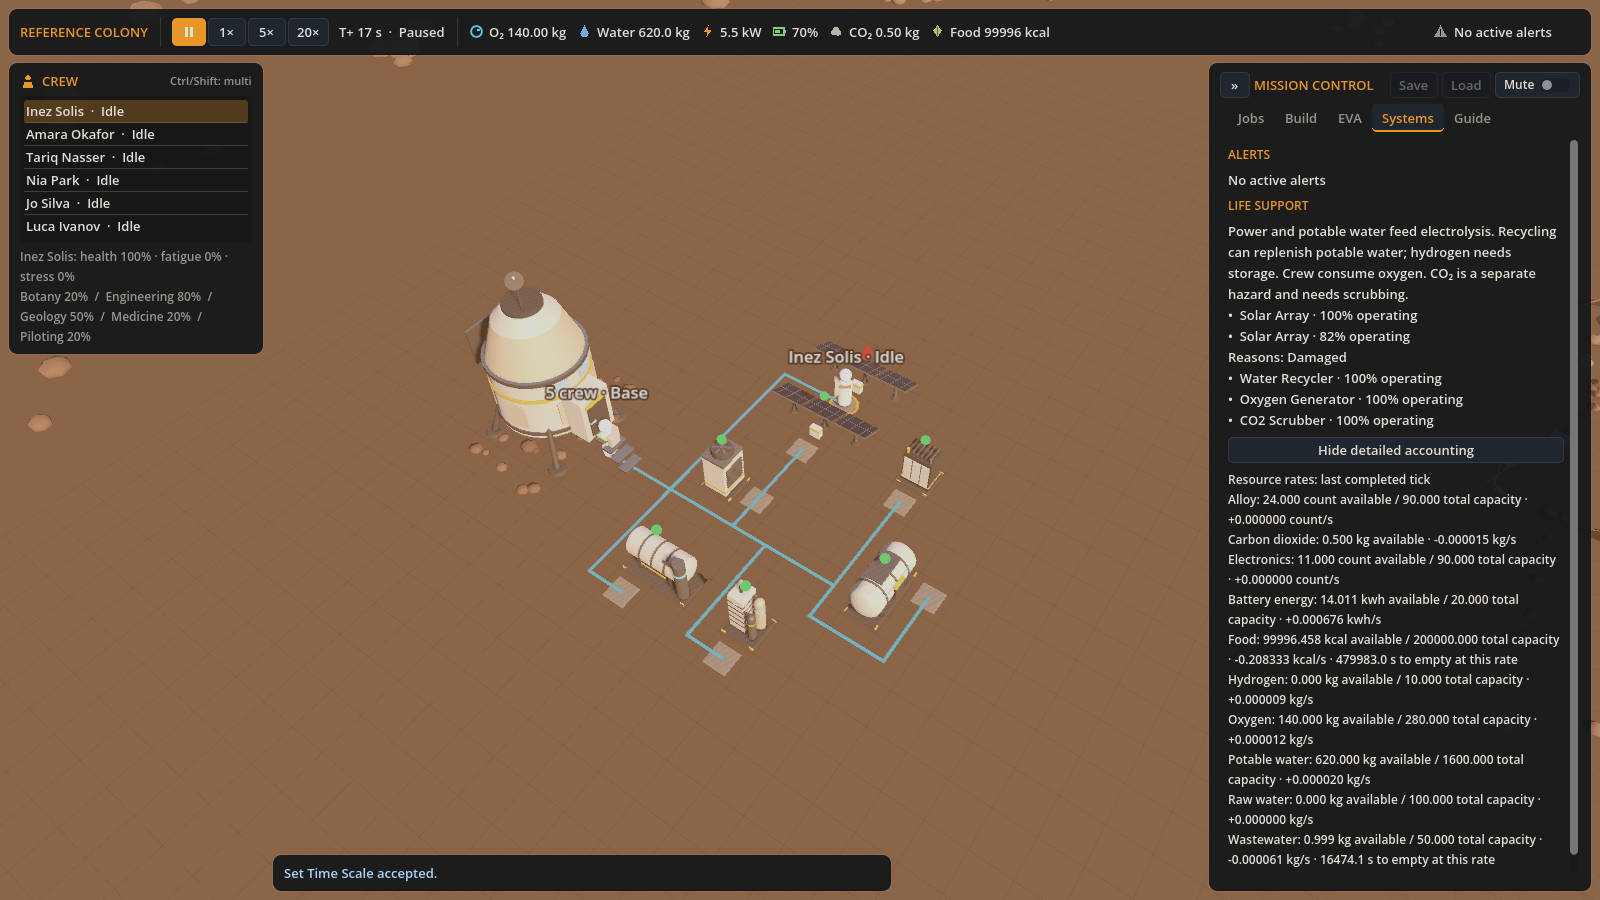 REFERENCE COLONY
1×
5×
20×
T+ 17 s · Paused
O₂ 140.00 kg
Water 620.0 kg
5.5 kW
70%
CO₂ 0.50 kg
Food 99996 kcal
No active alerts
CREW
Ctrl/Shift: multi
Inez Solis · Idle
Amara Okafor · Idle
Tariq Nasser · Idle
Nia Park · Idle
Jo Silva · Idle
Luca Ivanov · Idle
Inez Solis: health 100% · fatigue 0% ·
stress 0%
Botany 20% / Engineering 80% /
Geology 50% / Medicine 20% /
Piloting 20%
Inez Solis · Idle
5 crew · Base
» MISSION CONTROL
Save
Load
Mute
Jobs
Build
EVA
Systems
Guide
ALERTS
No active alerts
LIFE SUPPORT
Power and potable water feed electrolysis. Recycling
can replenish potable water; hydrogen needs
storage. Crew consume oxygen. CO₂ is a separate
hazard and needs scrubbing.
• Solar Array · 100% operating
• Solar Array · 82% operating
Reasons: Damaged
• Water Recycler · 100% operating
• Oxygen Generator · 100% operating
• CO2 Scrubber · 100% operating
Hide detailed accounting
Resource rates: last completed tick
Alloy: 24.000 count available / 90.000 total capacity ·
+0.000000 count/s
Carbon dioxide: 0.500 kg available · -0.000015 kg/s
Electronics: 11.000 count available / 90.000 total capacity
· +0.000000 count/s
Battery energy: 14.011 kwh available / 20.000 total
capacity · +0.000676 kwh/s
Food: 99996.458 kcal available / 200000.000 total capacity
· -0.208333 kcal/s · 479983.0 s to empty at this rate
Hydrogen: 0.000 kg available / 10.000 total capacity ·
+0.000009 kg/s
Oxygen: 140.000 kg available / 280.000 total capacity ·
+0.000012 kg/s
Potable water: 620.000 kg available / 1600.000 total
capacity · +0.000020 kg/s
Raw water: 0.000 kg available / 100.000 total capacity ·
+0.000000 kg/s
Wastewater: 0.999 kg available / 50.000 total capacity ·
-0.000061 kg/s · 16474.1 s to empty at this rate
Set Time Scale accepted.